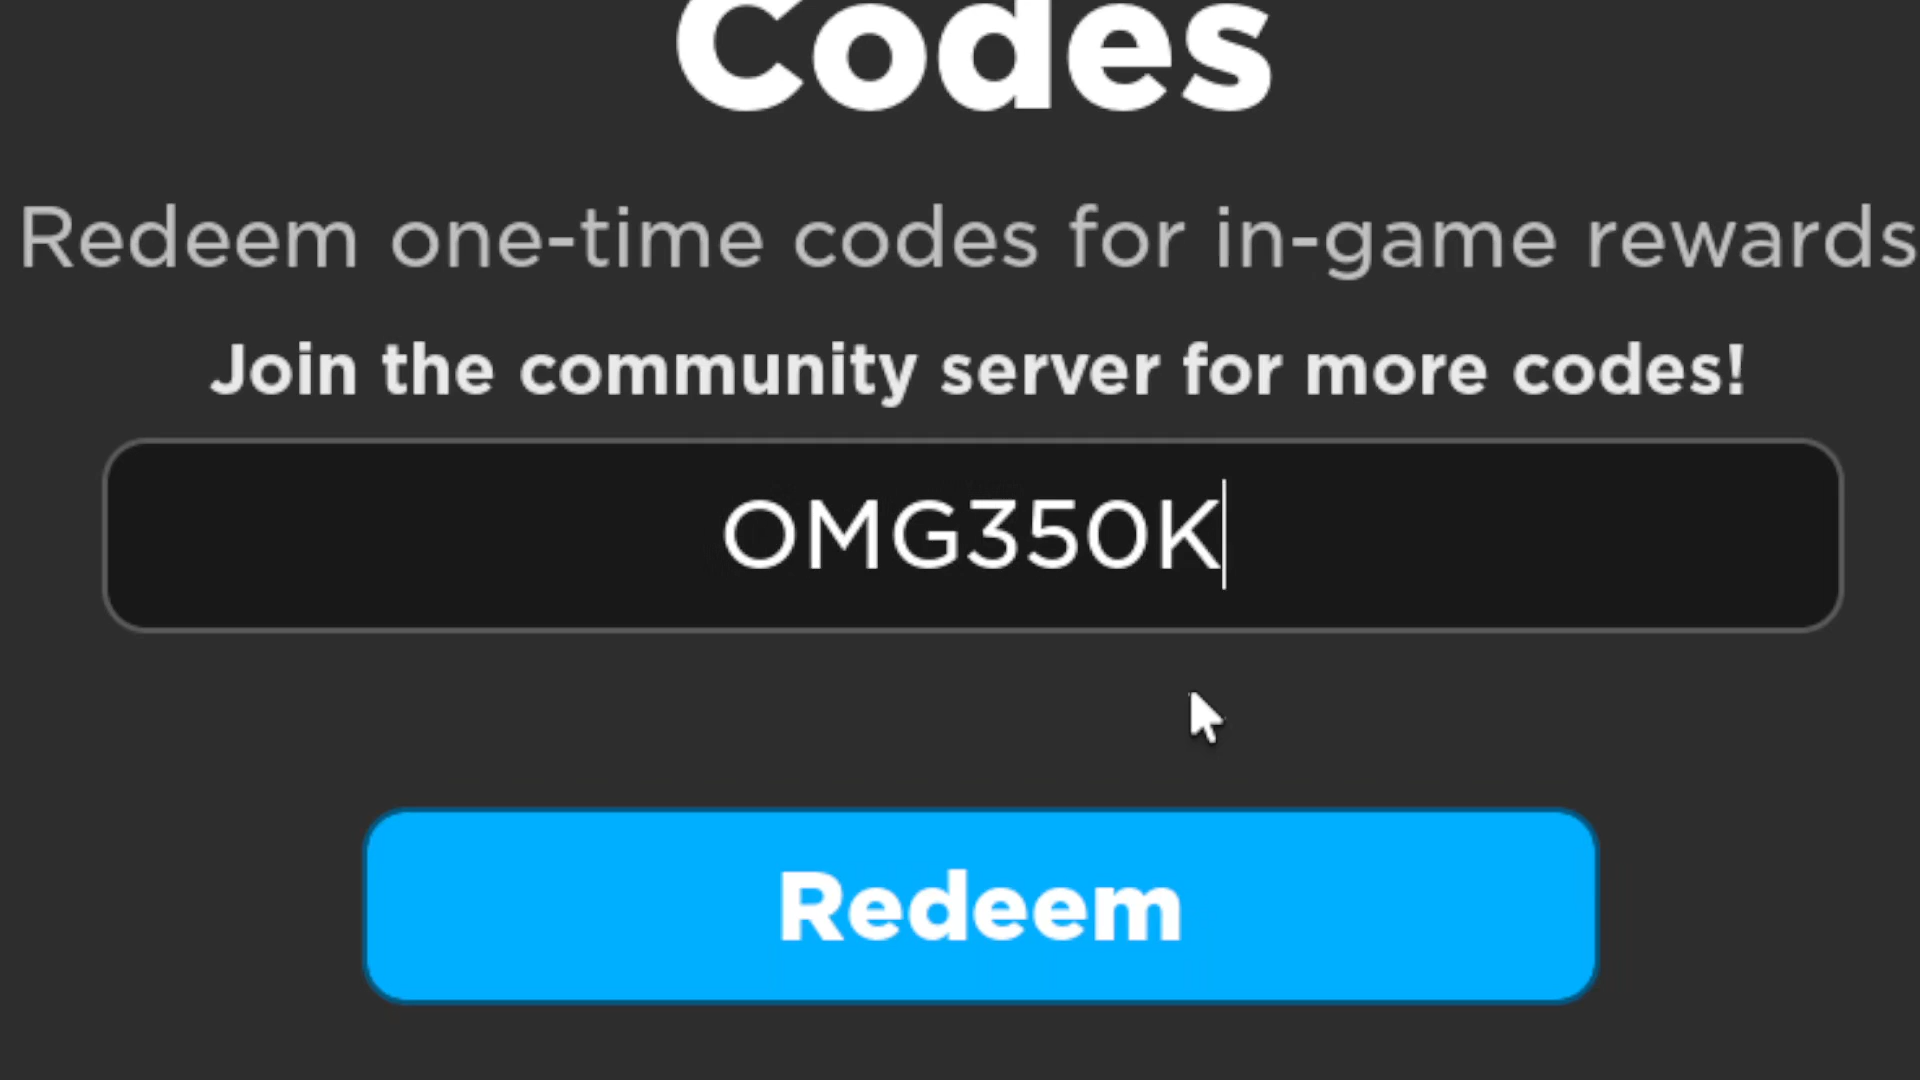 Codes
Redeem one-time codes for in-game rewards
Join the community server for more codes!
OMG350K
Redeem